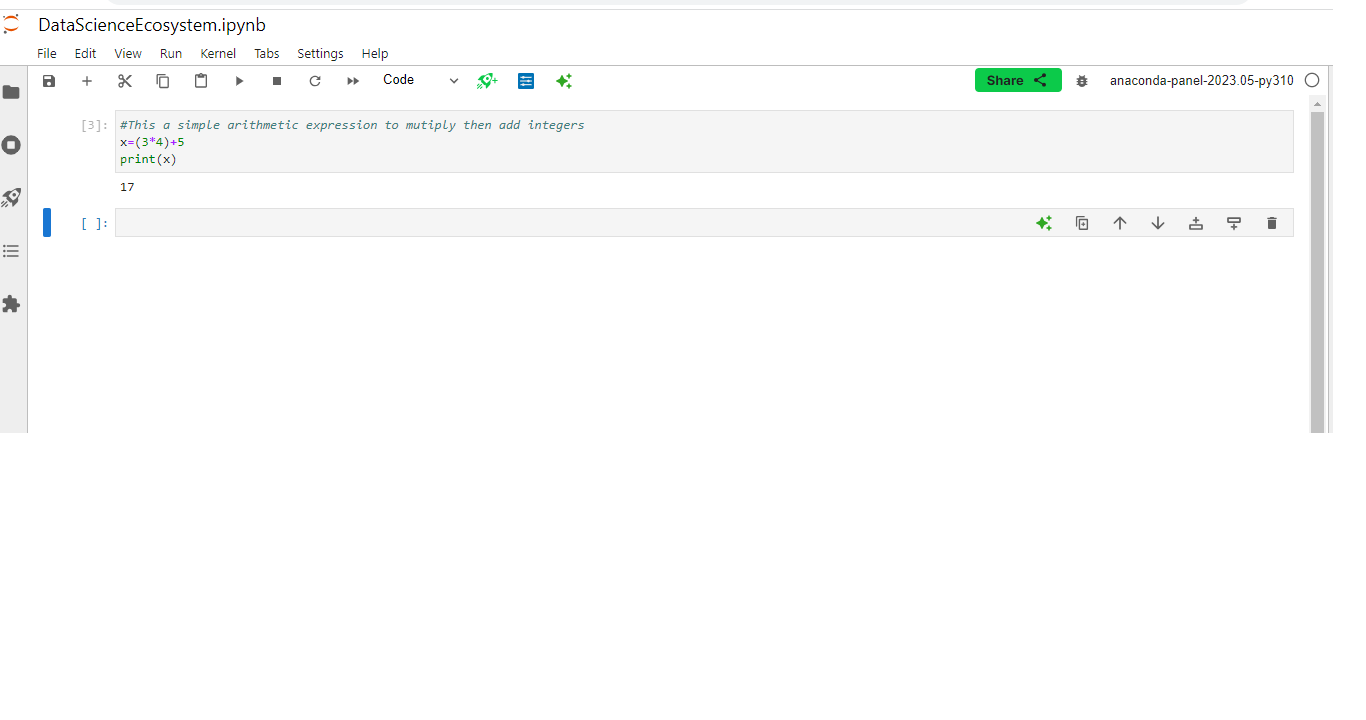 DataScienceEcosystem.ipynb
File Edit View Run Kernel Tabs Settings Help
Code Share anaconda-panel-2023.05-py310
[3]: #This a simple arithmetic expression to mutiply then add integers
x=(3*4)+5
print(x)
17
[ ]: